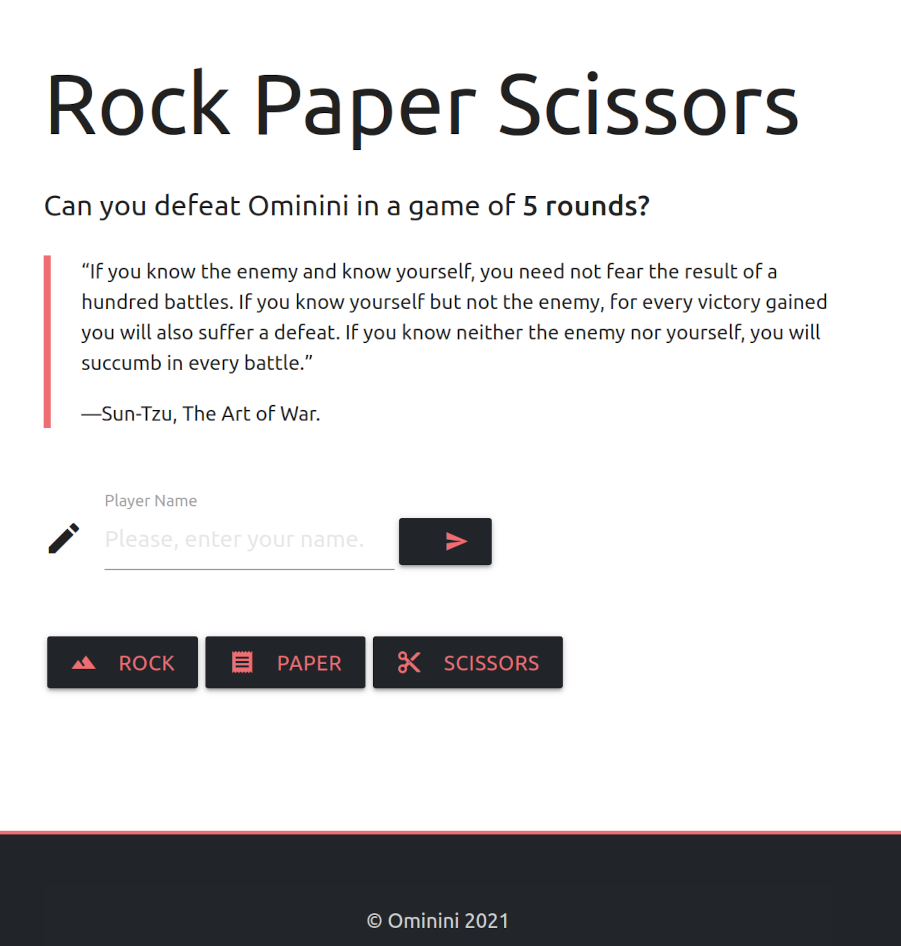 Rock Paper Scissors
Can you defeat Ominini in a game of 5 rounds?
“If you know the enemy and know yourself, you need not fear the result of a
hundred battles. If you know yourself but not the enemy, for every victory gained
you will also suffer a defeat. If you know neither the enemy nor yourself, you will
succumb in every battle.”
—Sun-Tzu, The Art of War.
Player Name
Please, enter your name.
ROCK PAPER SCISSORS
© Ominini 2021